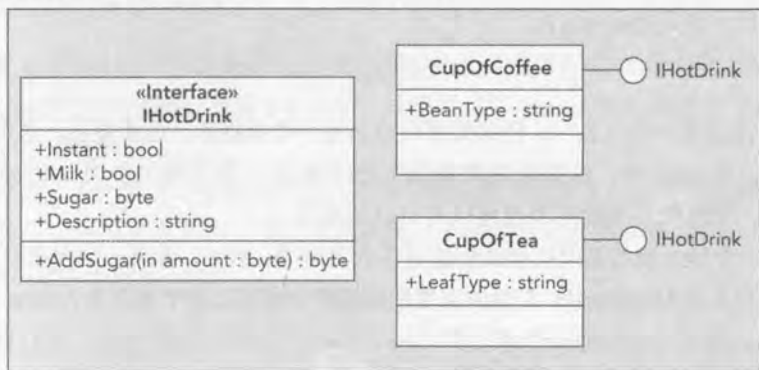 «Interface»
IHotDrink
+Instant : bool
+Milk : bool
+Sugar : byte
+Description : string
+AddSugar(in amount : byte) : byte
CupOfCoffee
IHotDrink
+BeanType : string
CupOfTea
IHotDrink
+LeafType : string